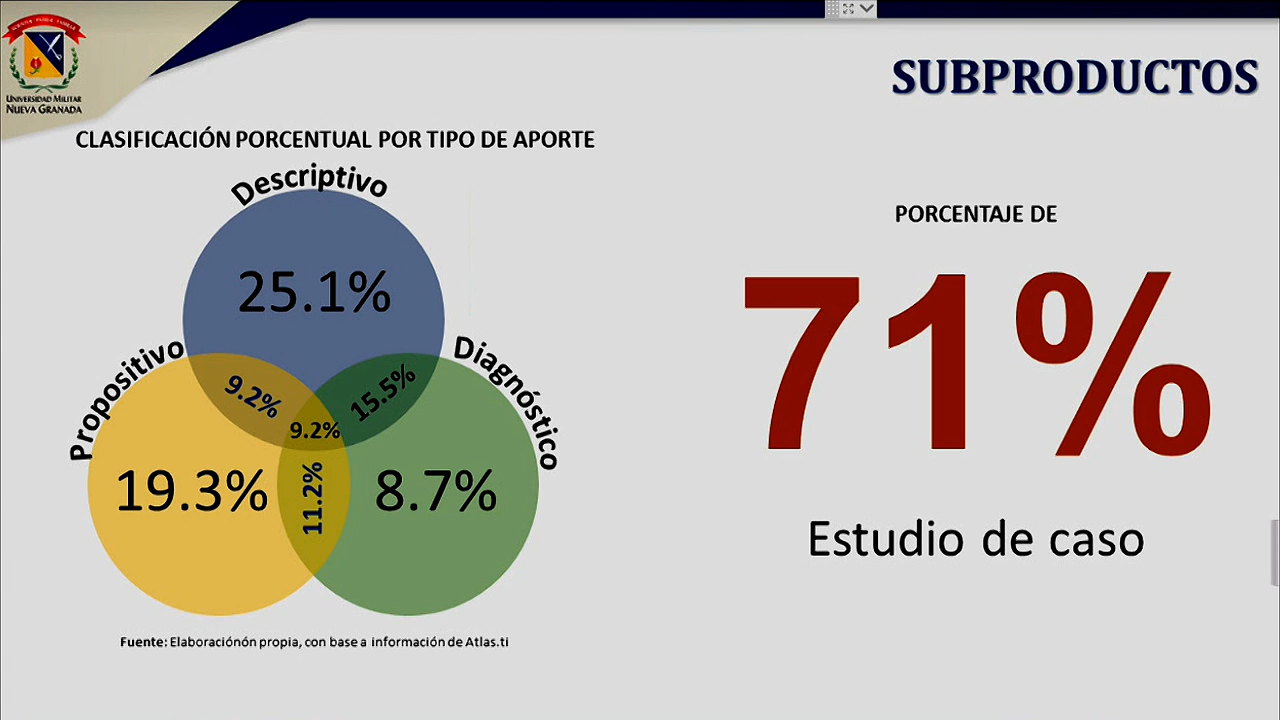 UNIVERSIDAD MILITAR
NUEVA GRANADA
SUBPRODUCTOS
CLASIFICACIÓN PORCENTUAL POR TIPO DE APORTE
Descriptivo
25.1%
Propositivo
Diagnóstico
9.2%
15.5%
9.2%
19.3%
11.2%
8.7%
Fuente: Elaboraciónón propia, con base a información de Atlas.ti
PORCENTAJE DE
71%
Estudio de caso